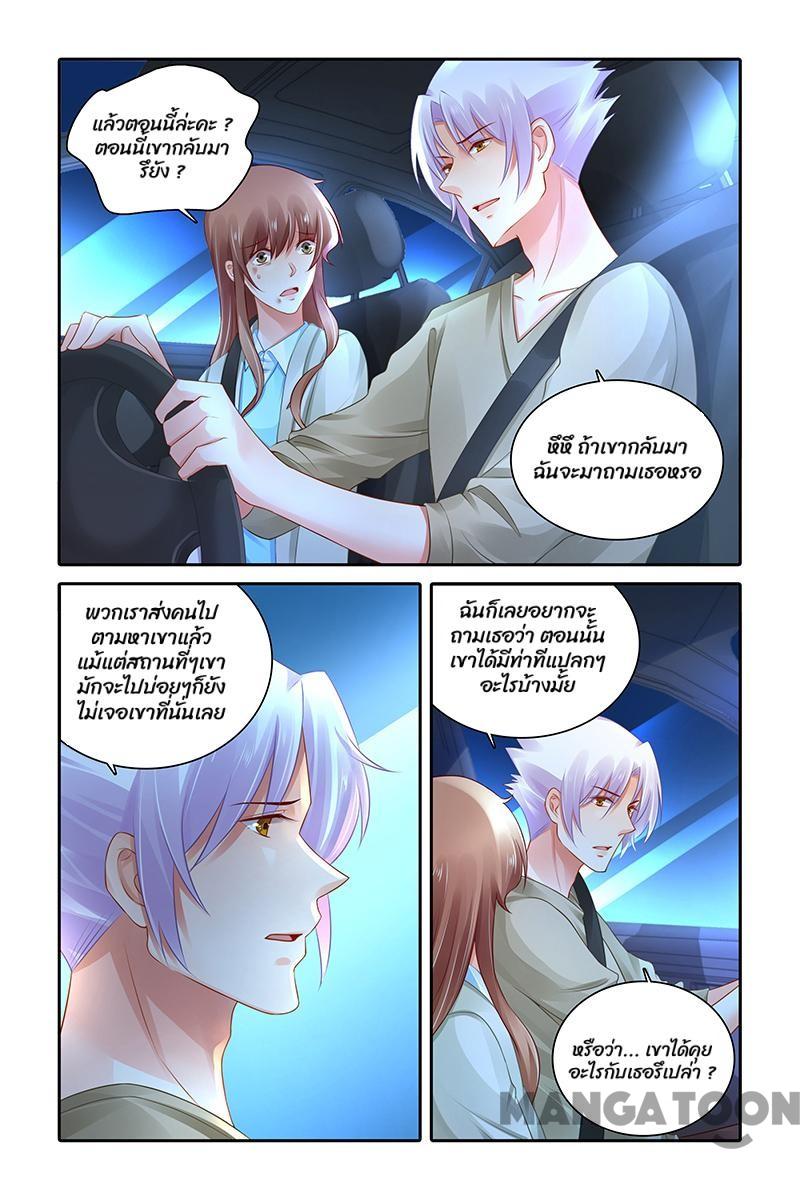 แล้วตอนนี้ล่ะคะ ?
ตอนนี้เขากลับมา
รึยัง ?
หึหึ ถ้าเขากลับมา
ฉันจะมาถามเธอหรอ
พวกเราส่งคนไป
ตามหาเขาแล้ว
แม้แต่สถานที่ๆเขา
มักจะไปบ่อยๆก็ยัง
ไม่เจอเขาที่นั่นเลย
ฉันก็เลยอยากจะ
ถามเธอว่า ตอนนั้น
เขาได้มีท่าทีแปลกๆ
อะไรบ้างมั้ย
หรือว่า... เขาได้คุย
อะไรกับเธอรึเปล่า ?
MANGATOON